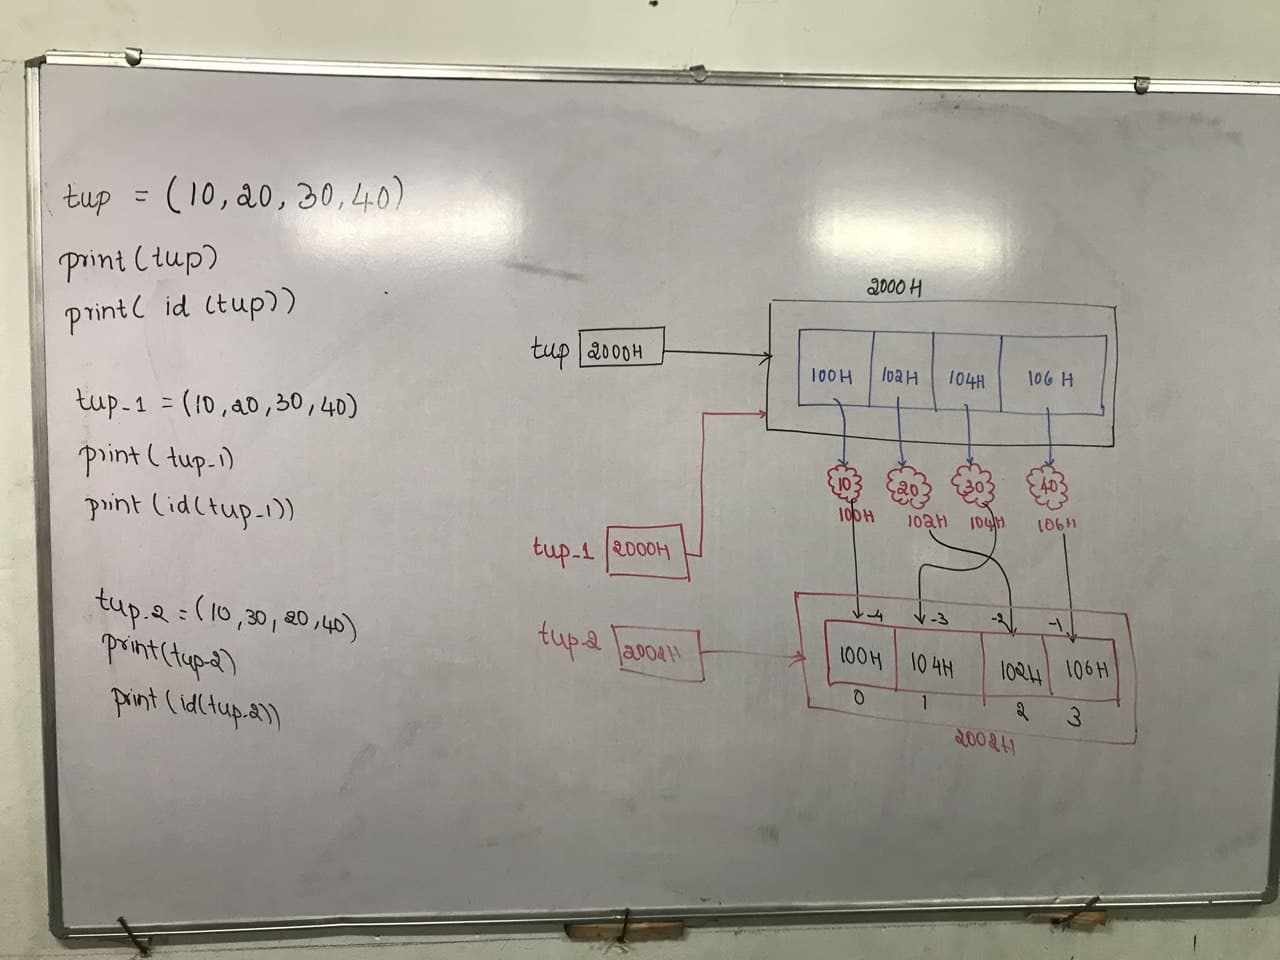 tup = (10, 20, 30, 40)
print(tup)
print( id (tup))
tup_1 = (10, 20, 30, 40)
print( tup_1)
print (id(tup_1))
tup_2 = (10, 30, 20, 40)
print(tup_2)
print (id(tup_2))
2000H
tup 2000H
100H 102H 104H 106H
10 20 30 40
100H 102H 104H 106H
tup_1 2000H
tup_2 2002H
-4 -3 -2 -1
100H 104H 102H 106H
0 1 2 3
2002H